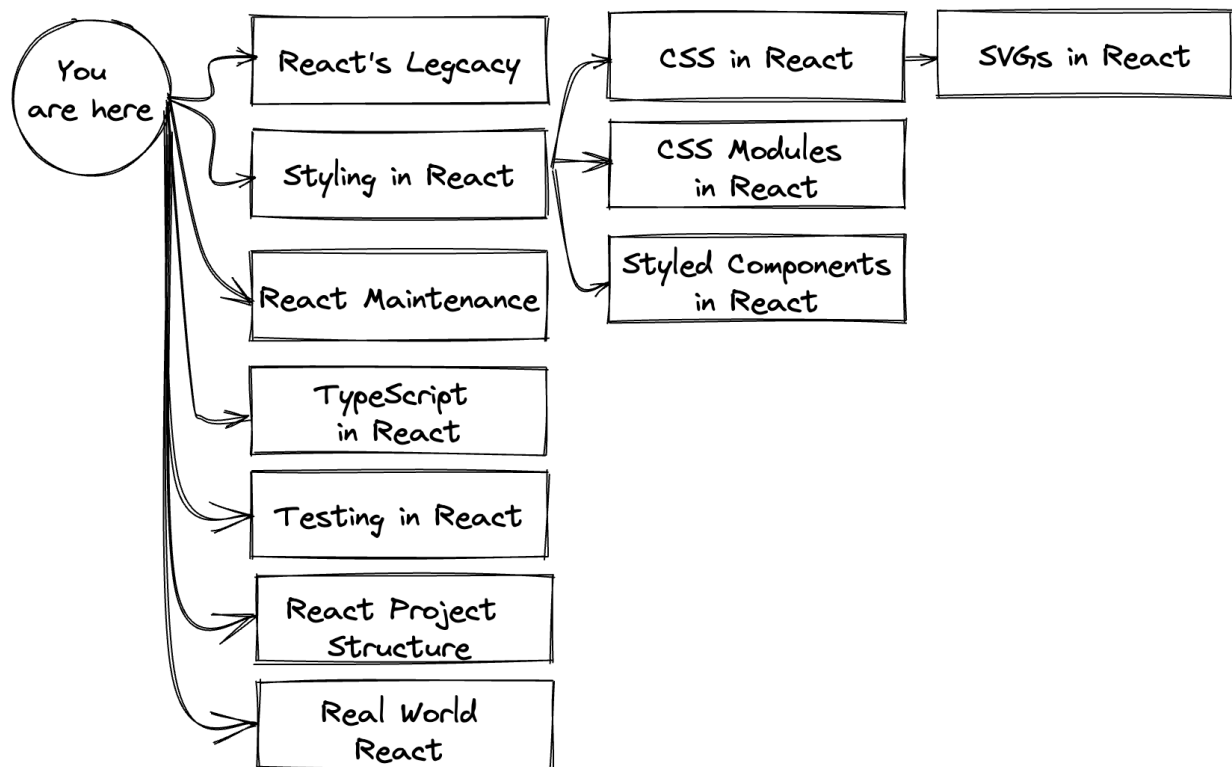 You
are here
React's Legcacy
CSS in React
SVGs in React
Styling in React
CSS Modules
in React
Styled Components
in React
React Maintenance
TypeScript
in React
Testing in React
React Project
Structure
Real World
React